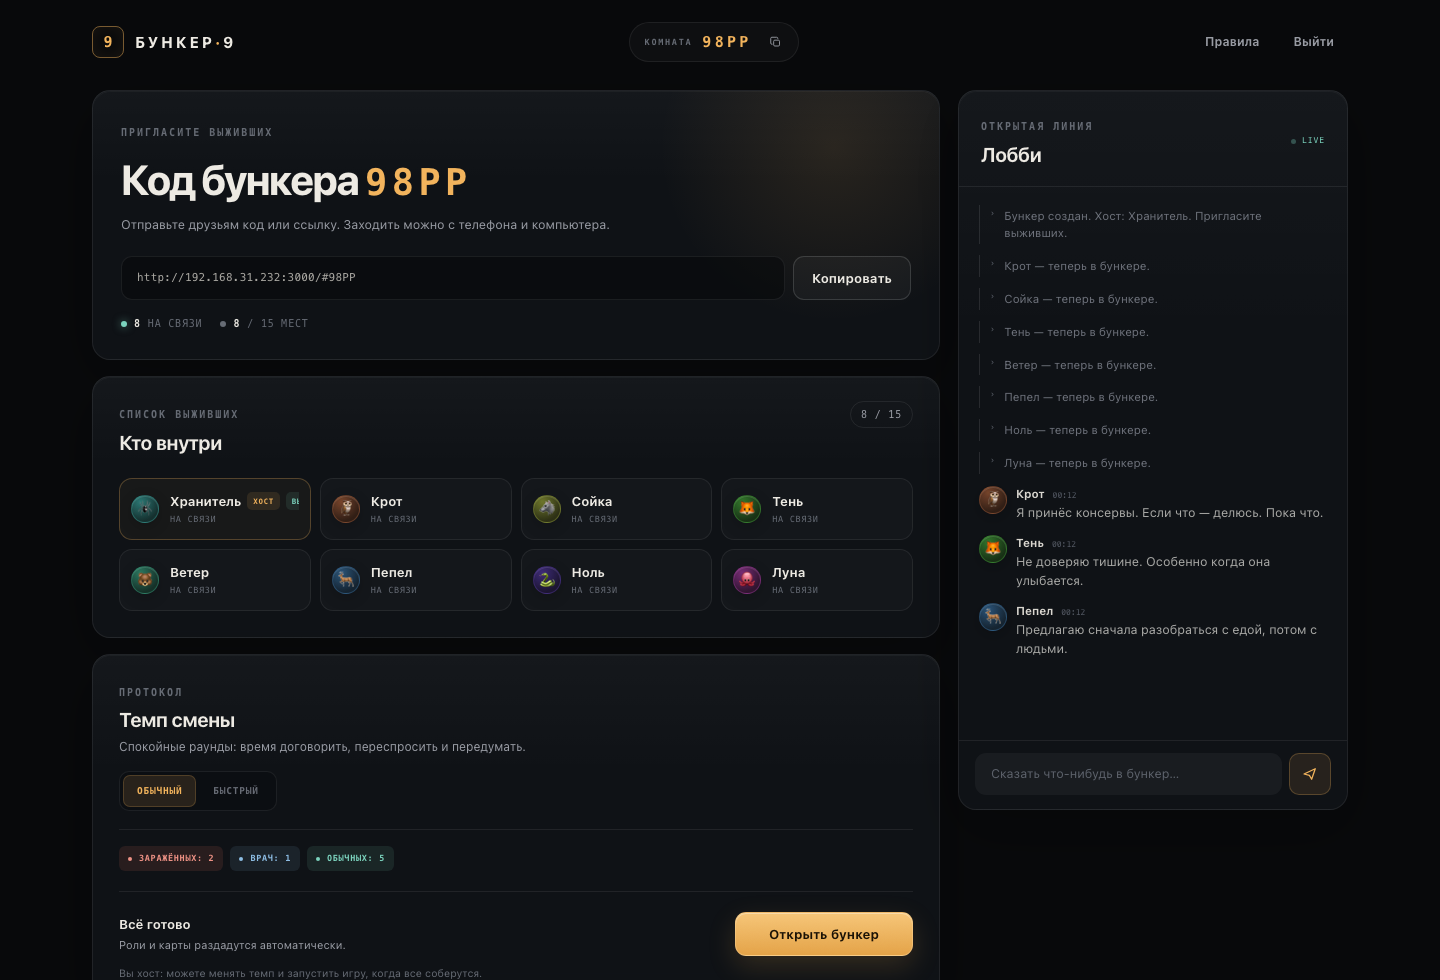 9 БУНКЕР·9
КОМНАТА 98PP
Правила Выйти
ПРИГЛАСИТЕ ВЫЖИВШИХ
Код бункера 98PP
Отправьте друзьям код или ссылку. Заходить можно с телефона и компьютера.
http://192.168.31.232:3000/#98PP
Копировать
8 НА СВЯЗИ 8 / 15 МЕСТ
СПИСОК ВЫЖИВШИХ
Кто внутри
8 / 15
Хранитель ХОСТ
НА СВЯЗИ
Крот
НА СВЯЗИ
Сойка
НА СВЯЗИ
Тень
НА СВЯЗИ
Ветер
НА СВЯЗИ
Пепел
НА СВЯЗИ
Ноль
НА СВЯЗИ
Луна
НА СВЯЗИ
ПРОТОКОЛ
Темп смены
Спокойные раунды: время договорить, переспросить и передумать.
ОБЫЧНЫЙ БЫСТРЫЙ
ЗАРАЖЁННЫХ: 2 ВРАЧ: 1 ОБЫЧНЫХ: 5
Всё готово
Роли и карты раздадутся автоматически.
Открыть бункер
Вы хост: можете менять темп и запустить игру, когда все соберутся.
ОТКРЫТАЯ ЛИНИЯ
Лобби
LIVE
Бункер создан. Хост: Хранитель. Пригласите
выживших.
Крот — теперь в бункере.
Сойка — теперь в бункере.
Тень — теперь в бункере.
Ветер — теперь в бункере.
Пепел — теперь в бункере.
Ноль — теперь в бункере.
Луна — теперь в бункере.
Крот 00:12
Я принёс консервы. Если что — делюсь. Пока что.
Тень 00:12
Не доверяю тишине. Особенно когда она
улыбается.
Пепел 00:12
Предлагаю сначала разобраться с едой, потом с
людьми.
Сказать что-нибудь в бункер…